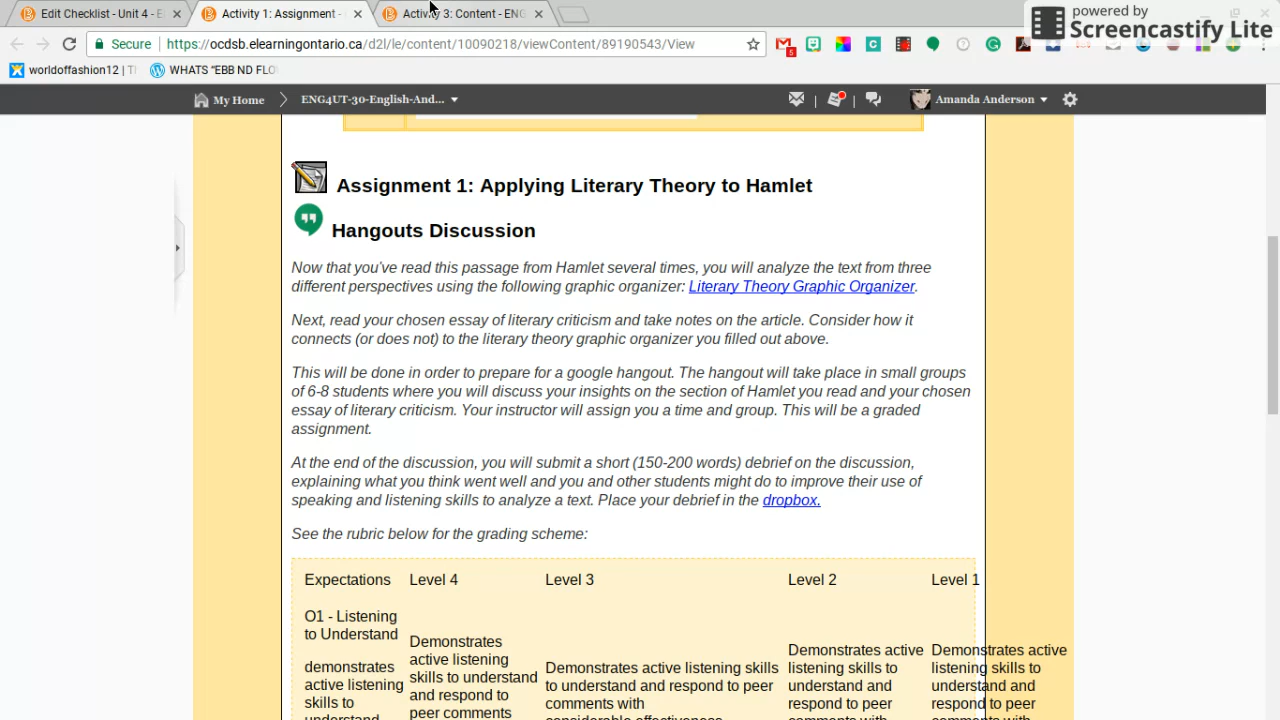 Edit Checklist - Unit 4 - E
Activity 1: Assignment -
Activity 3: Content - ENG
powered by
Screencastify Lite
Secure
https://ocdsb.elearningontario.ca/d2l/le/content/10090218/viewContent/89190543/View
5
worldoffashion12 | T
WHATS "EBB ND FLO
My Home
ENG4UT-30-English-And...
Amanda Anderson
Assignment 1: Applying Literary Theory to Hamlet
Hangouts Discussion
Now that you've read this passage from Hamlet several times, you will analyze the text from three
different perspectives using the following graphic organizer: Literary Theory Graphic Organizer.
Next, read your chosen essay of literary criticism and take notes on the article. Consider how it
connects (or does not) to the literary theory graphic organizer you filled out above.
This will be done in order to prepare for a google hangout. The hangout will take place in small groups
of 6-8 students where you will discuss your insights on the section of Hamlet you read and your chosen
essay of literary criticism. Your instructor will assign you a time and group. This will be a graded
assignment.
At the end of the discussion, you will submit a short (150-200 words) debrief on the discussion,
explaining what you think went well and you and other students might do to improve their use of
speaking and listening skills to analyze a text. Place your debrief in the dropbox.
See the rubric below for the grading scheme:
Expectations Level 4 Level 3 Level 2 Level 1
O1 - Listening
to Understand
demonstrates
active listening
skills to
understand
Demonstrates
active listening
skills to understand
and respond to
peer comments
Demonstrates active listening skills
to understand and respond to peer
comments with
considerable effectiveness
Demonstrates active
listening skills to
understand and
respond to peer
comments with
Demonstrates active
listening skills to
understand and
respond to peer
comments with